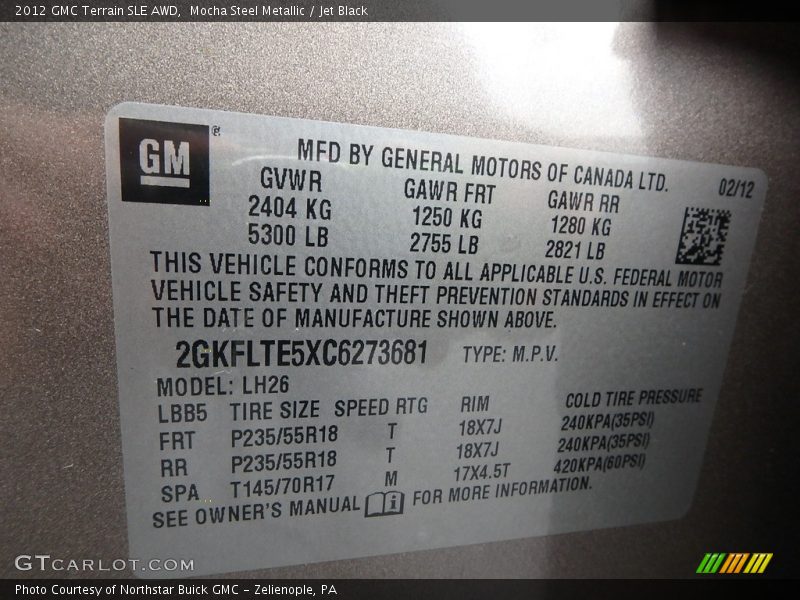 2012 GMC Terrain SLE AWD,  Mocha Steel Metallic / Jet Black
GM®
MFD BY GENERAL MOTORS OF CANADA LTD.
02/12
GVWR GAWR FRT GAWR RR
2404 KG 1250 KG 1280 KG
5300 LB 2755 LB 2821 LB
THIS VEHICLE CONFORMS TO ALL APPLICABLE U.S. FEDERAL MOTOR
VEHICLE SAFETY AND THEFT PREVENTION STANDARDS IN EFFECT ON
THE DATE OF MANUFACTURE SHOWN ABOVE.
2GKFLTE5XC6273681 TYPE: M.P.V.
MODEL: LH26
LBB5 TIRE SIZE SPEED RTG RIM COLD TIRE PRESSURE
FRT P235/55R18 T 18X7J 240KPA(35PSI)
RR P235/55R18 T 18X7J 240KPA(35PSI)
SPA T145/70R17 M 17X4.5T 420KPA(60PSI)
SEE OWNER'S MANUAL FOR MORE INFORMATION.
GTCARLOT.COM
Photo Courtesy of Northstar Buick GMC - Zelienople, PA